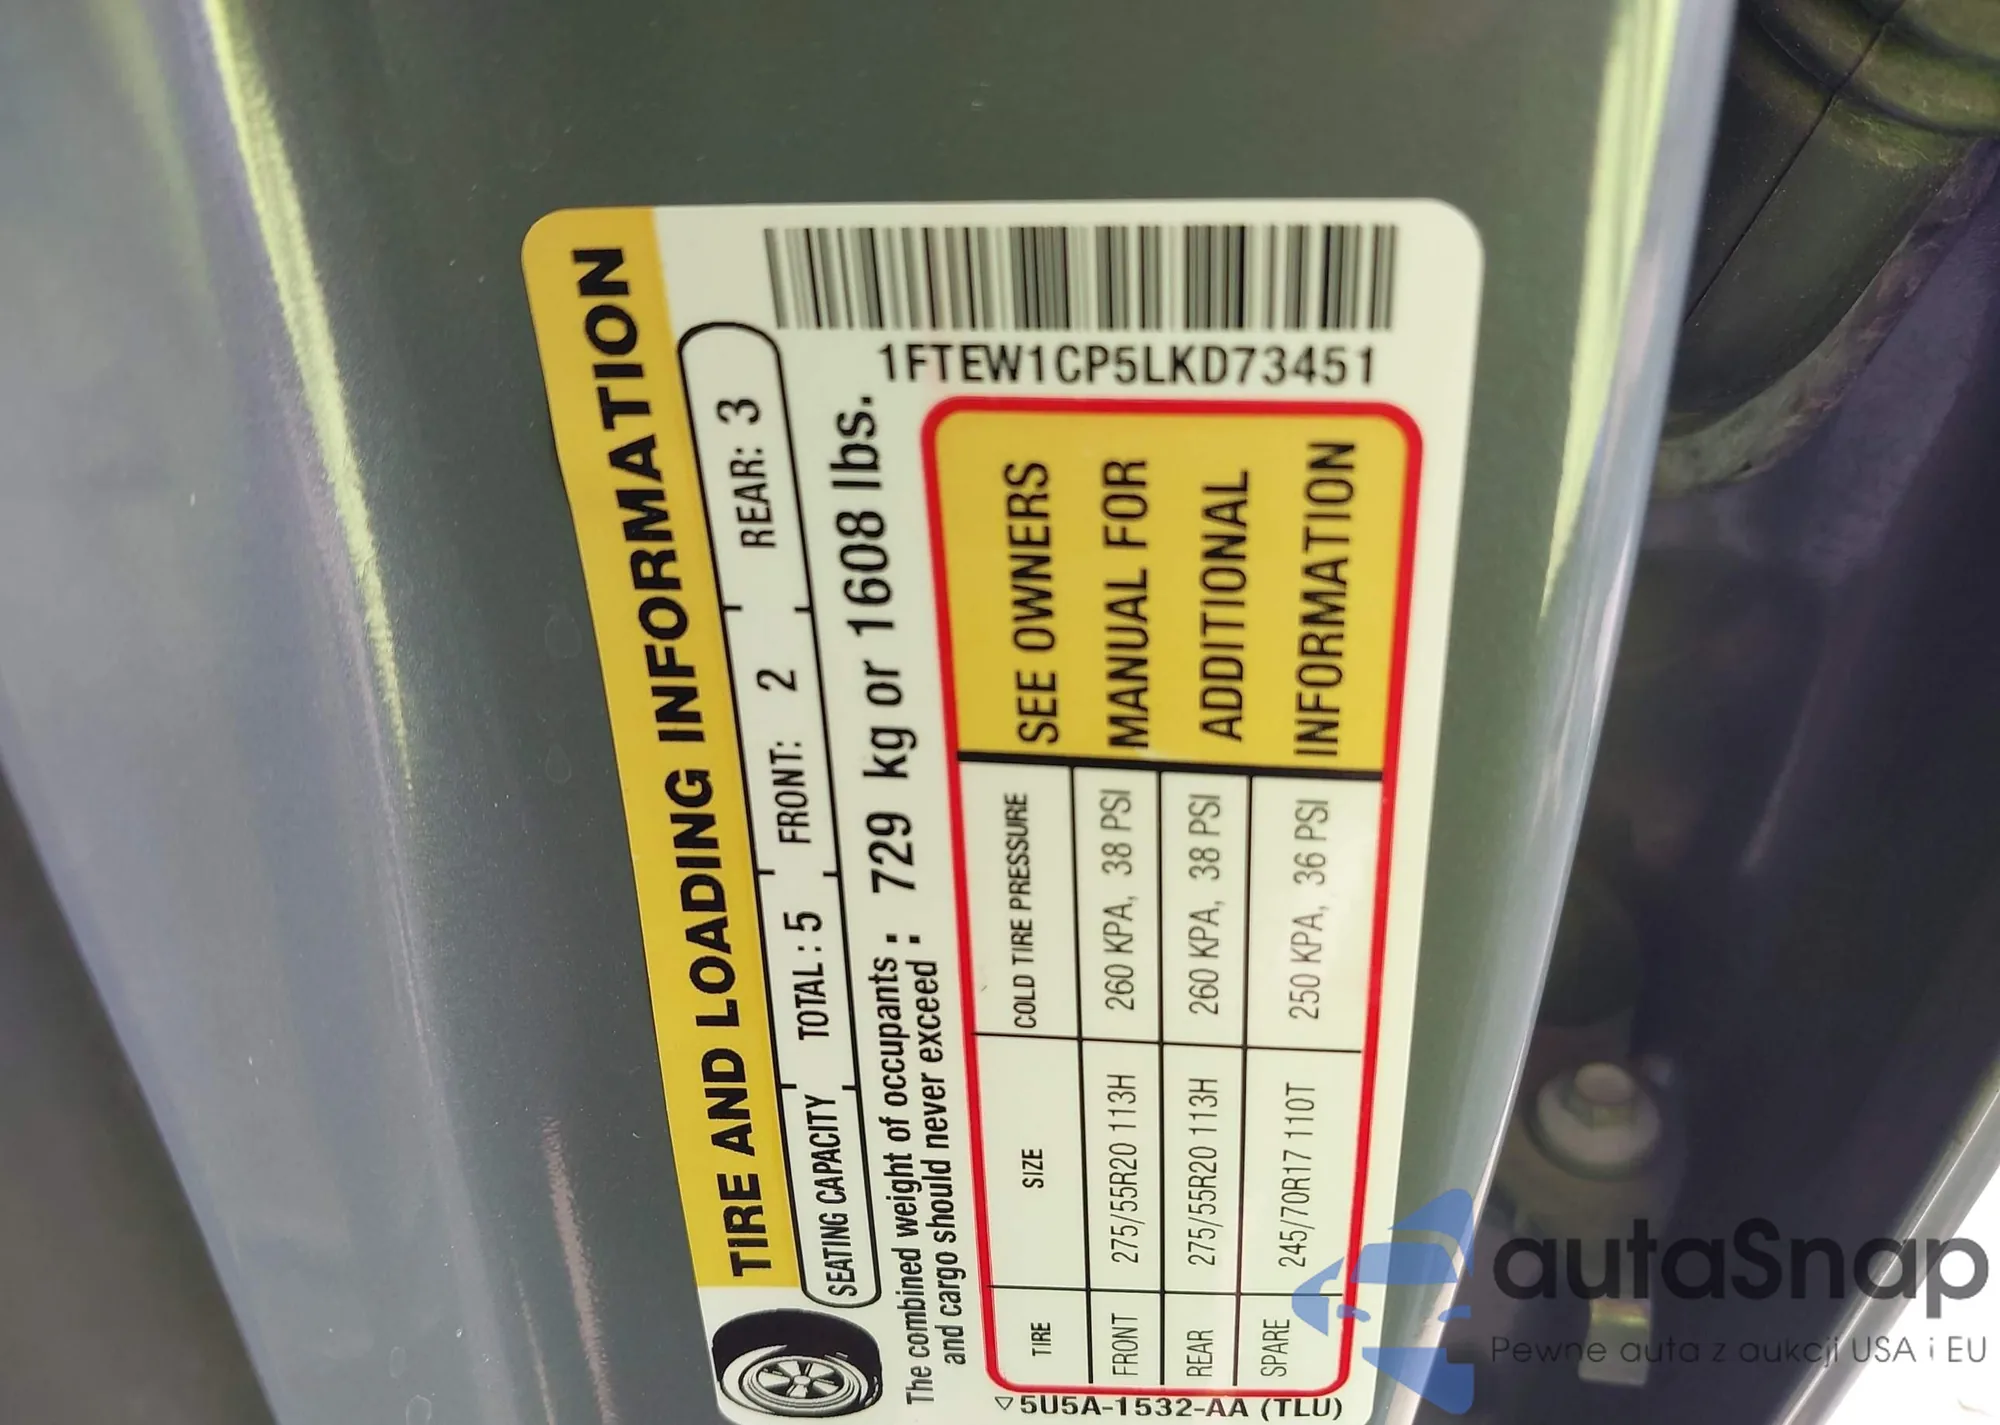 TIRE AND LOADING INFORMATION
SEATING CAPACITY TOTAL : 5 FRONT: 2 REAR: 3
The combined weight of occupants : 729 kg or 1608 lbs.
and cargo should never exceed :
1FTEW1CP5LKD73451
TIRE SIZE COLD TIRE PRESSURE
FRONT 275/55R20 113H 260 KPA, 38 PSI
REAR 275/55R20 113H 260 KPA, 38 PSI
SPARE 245/70R17 110T 250 KPA, 36 PSI
SEE OWNERS
MANUAL FOR
ADDITIONAL
INFORMATION
5U5A-1532-AA (TLU)
autaSnap
Pewne auta z aukcji USA i EU